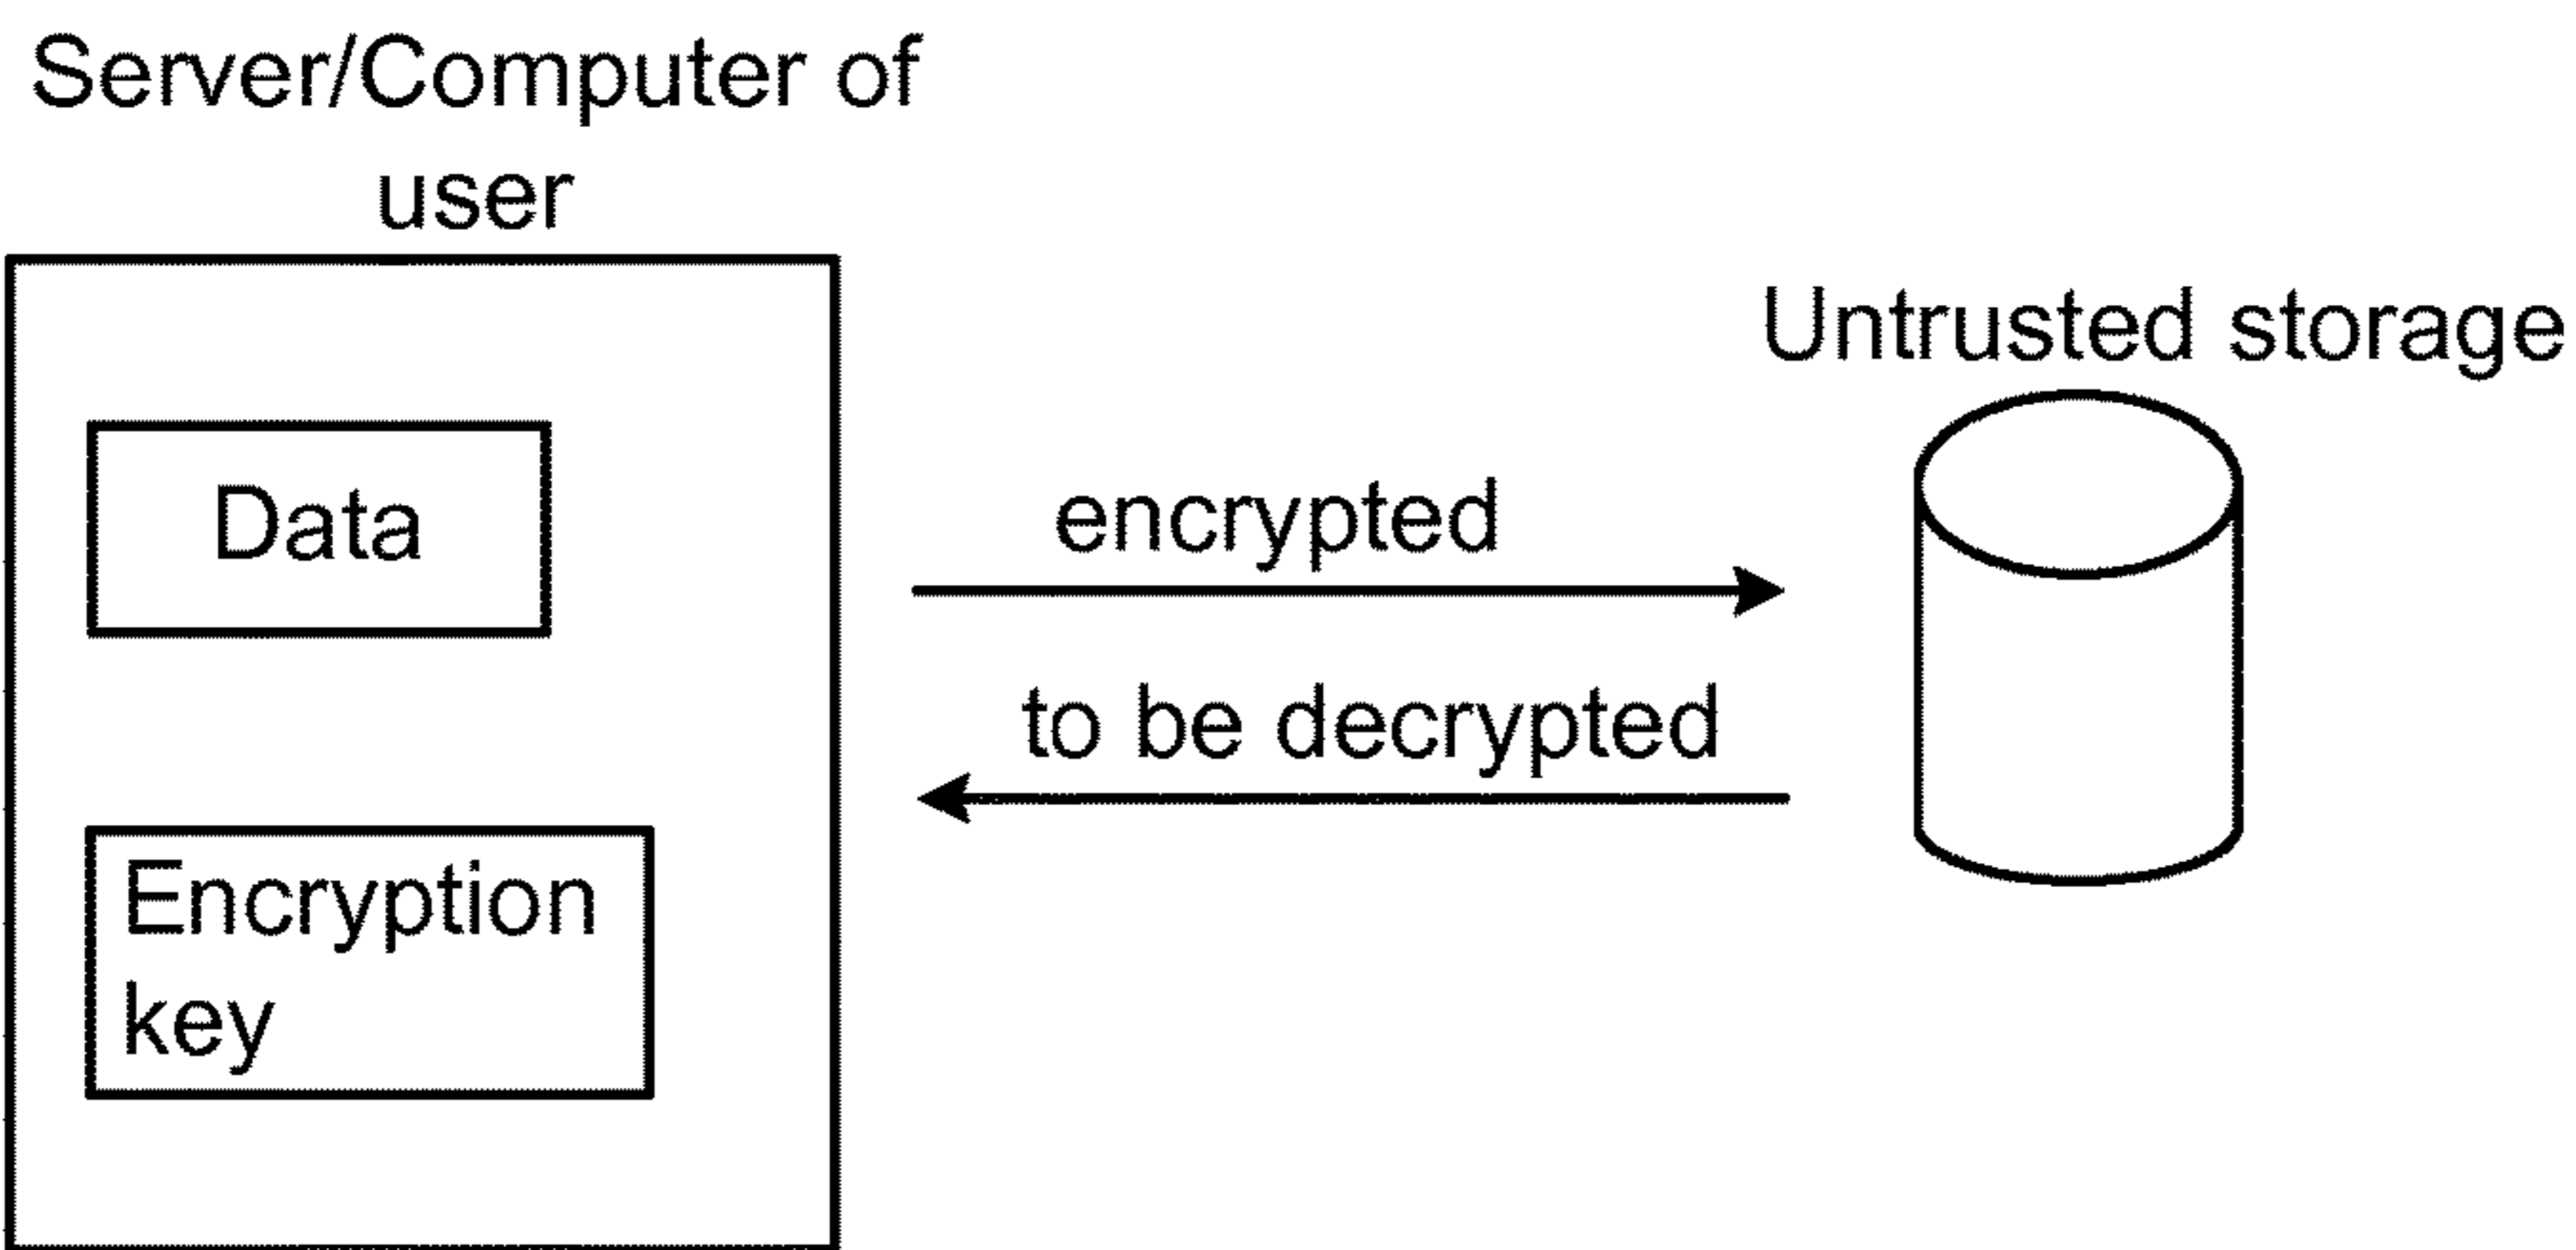 Server/Computer of
user
Untrusted storage
Data
encrypted
to be decrypted
Encryption
key